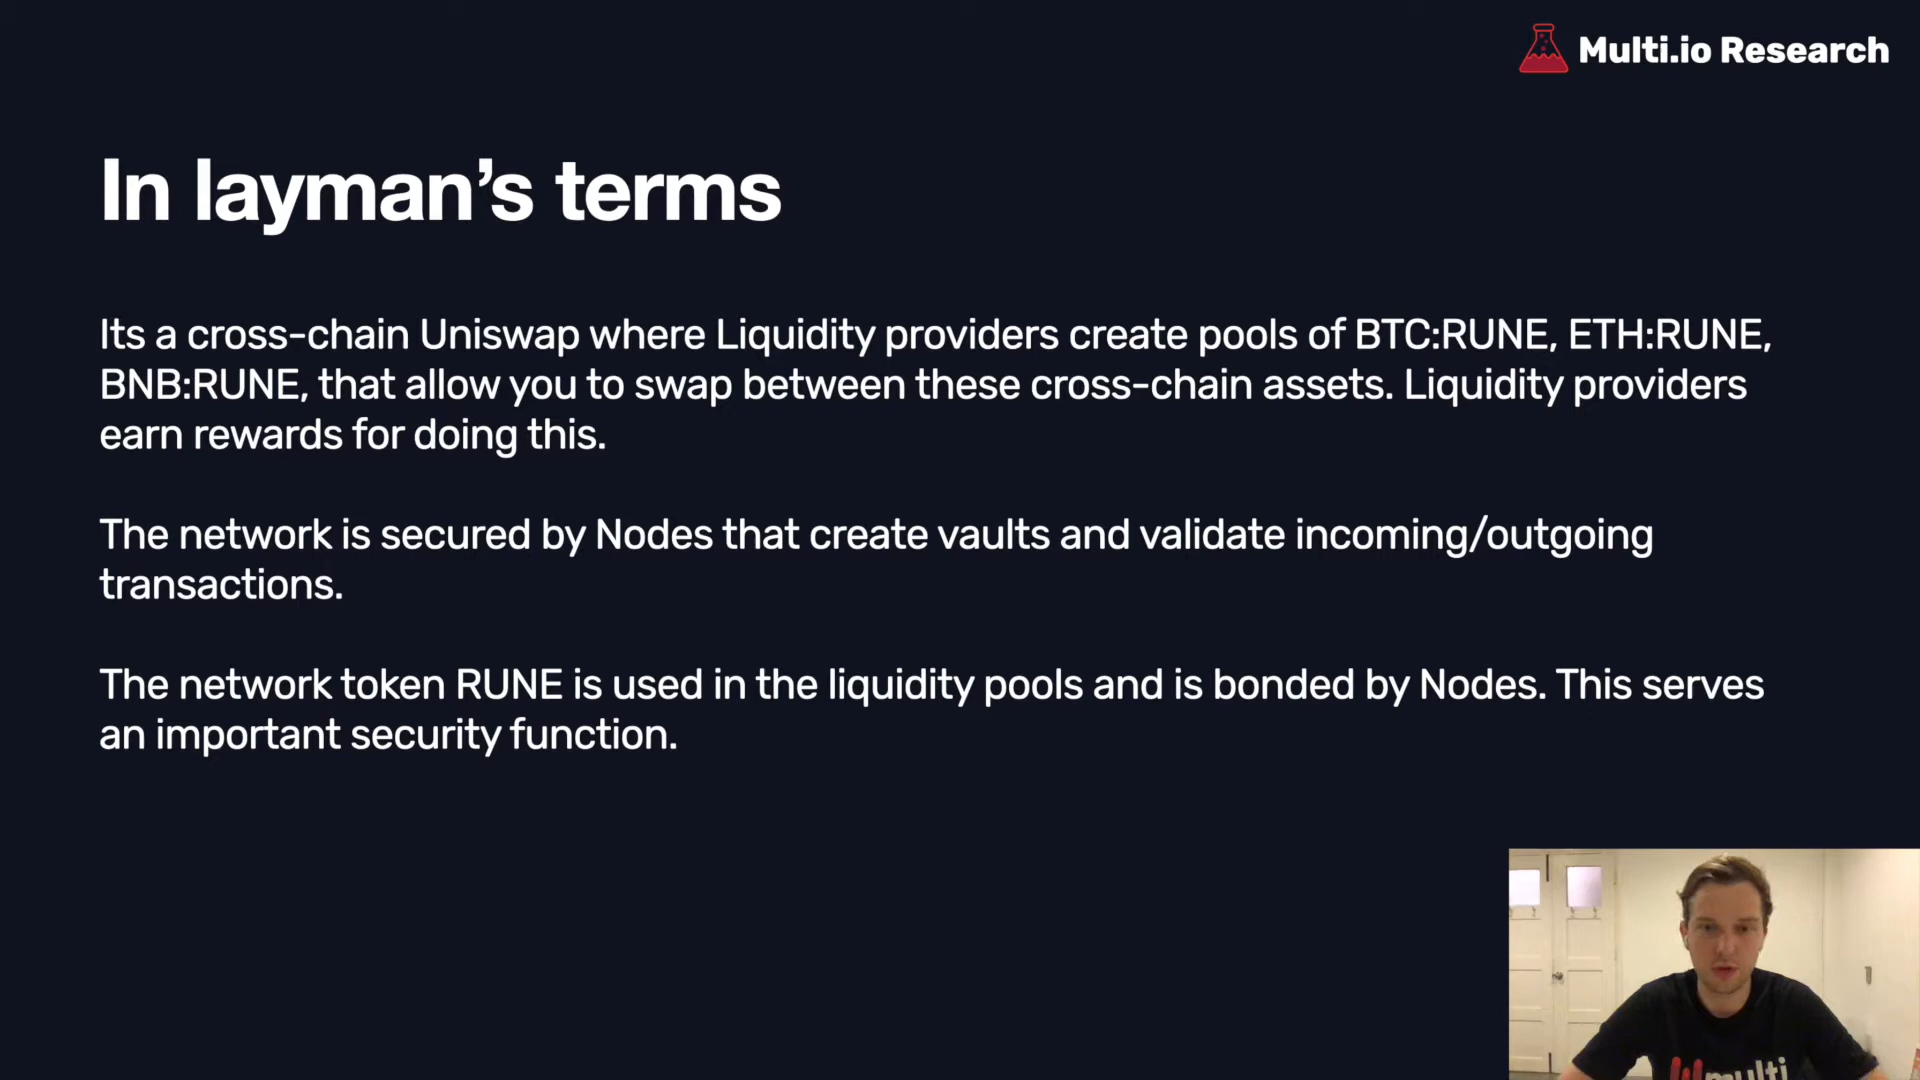 Multi.io Research
In layman’s terms
Its a cross-chain Uniswap where Liquidity providers create pools of BTC:RUNE, ETH:RUNE,
BNB:RUNE, that allow you to swap between these cross-chain assets. Liquidity providers
earn rewards for doing this.
The network is secured by Nodes that create vaults and validate incoming/outgoing
transactions.
The network token RUNE is used in the liquidity pools and is bonded by Nodes. This serves
an important security function.
multi